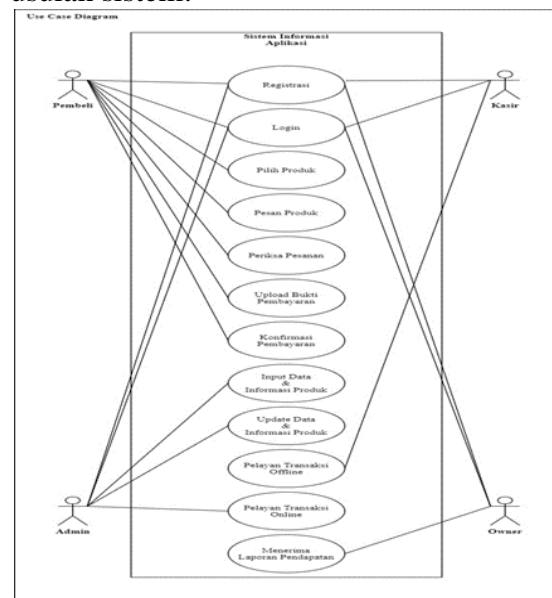 usulan sistem.
Use Case Diagram
Sistem Informasi
Aplikasi
Registrasi
Pembeli
Kasir
Login
Pilih Produk
Pesan Produk
Periksa Pesanan
Upload Bukti
Pembayaran
Konfirmasi
Pembayaran
Input Data
&
Informasi Produk
Update Data
&
Informasi Produk
Pelayan Transaksi
Offline
Pelayan Transaksi
Online
Admin
Owner
Menerima
Laporan Pendapatan